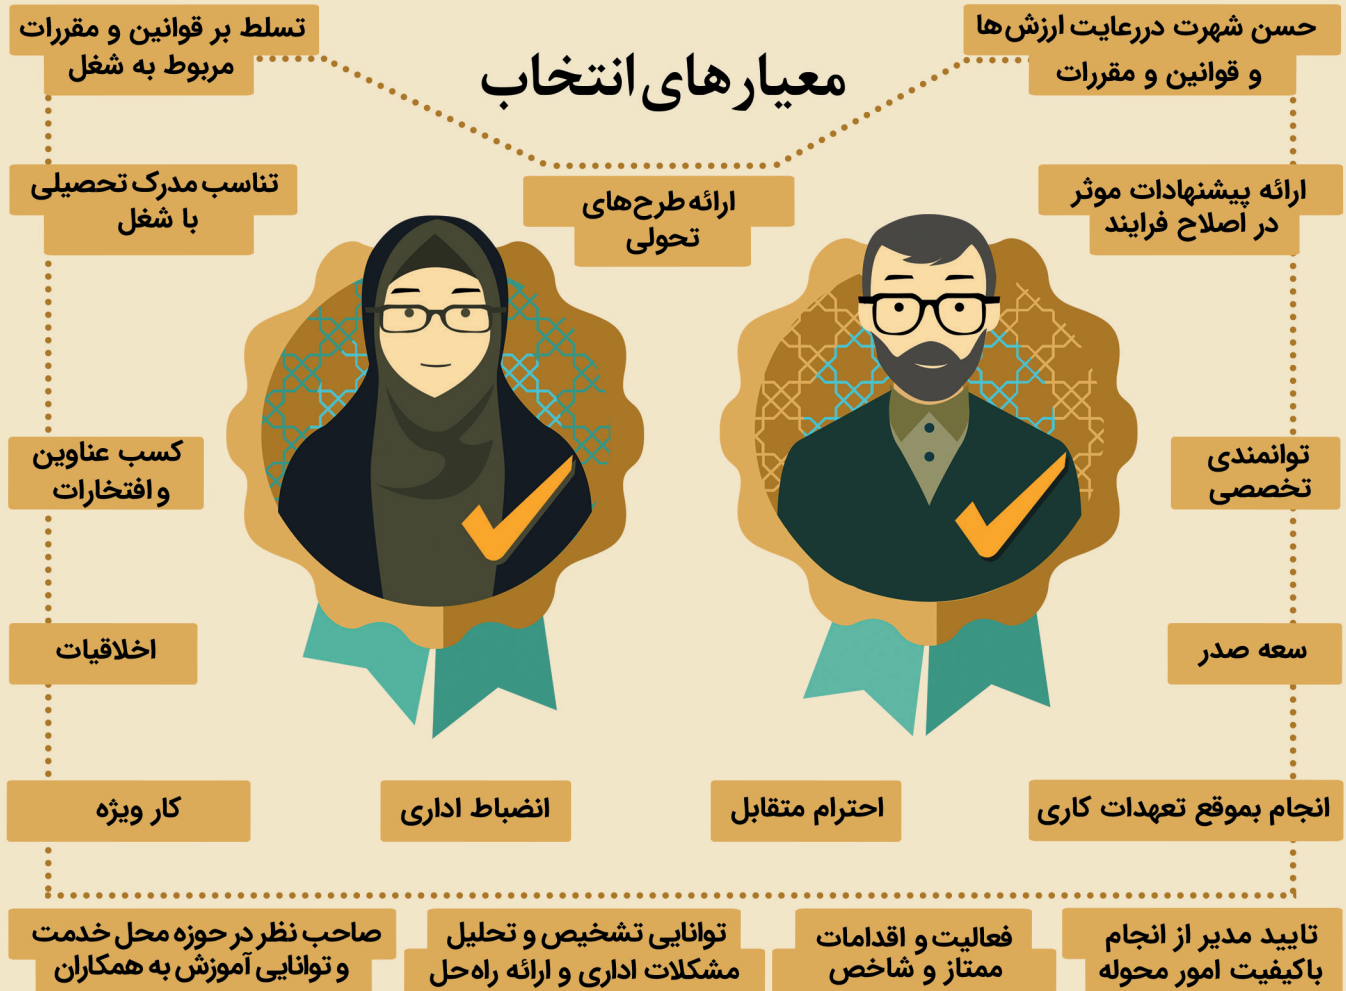 معیارهای انتخاب
حسن شهرت دررعایت ارزش‌ها
و قوانین و مقررات
تسلط بر قوانین و مقررات
مربوط به شغل
ارائه پیشنهادات موثر
در اصلاح فرایند
ارائه طرح‌های
تحولی
تناسب مدرک تحصیلی
با شغل
توانمندی
تخصصی
کسب عناوین
و افتخارات
سعه صدر
اخلاقیات
انجام بموقع تعهدات کاری
احترام متقابل
انضباط اداری
کار ویژه
تایید مدیر از انجام
باکیفیت امور محوله
فعالیت و اقدامات
ممتاز و شاخص
توانایی تشخیص و تحلیل
مشکلات اداری و ارائه راه‌حل
صاحب نظر در حوزه محل خدمت
و توانایی آموزش به همکاران